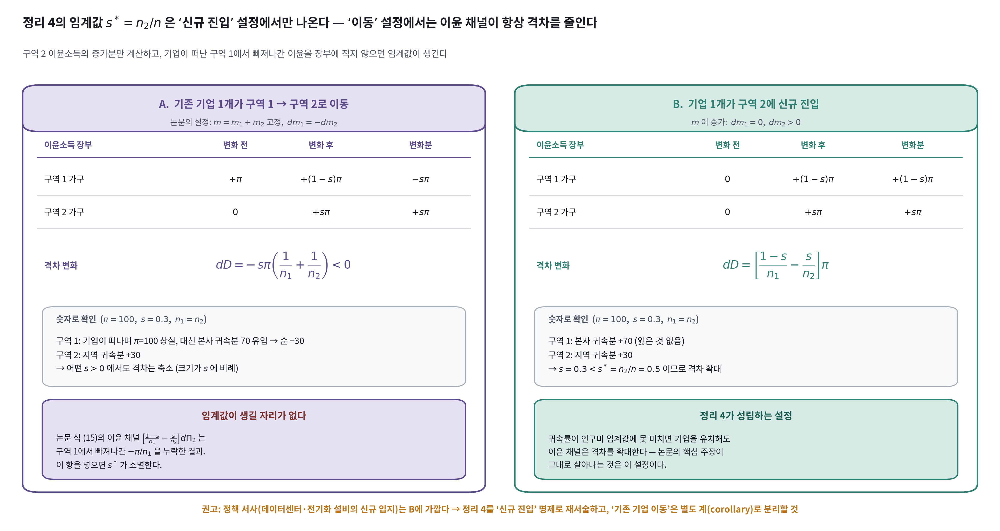 정리 4의 임계값 s* = n₂/n 은 ‘신규 진입’ 설정에서만 나온다 — ‘이동’ 설정에서는 이윤 채널이 항상 격차를 줄인다
구역 2 이윤소득의 증가분만 계산하고, 기업이 떠난 구역 1에서 빠져나간 이윤을 장부에 적지 않으면 임계값이 생긴다
A. 기존 기업 1개가 구역 1 → 구역 2로 이동
논문의 설정: m = m₁ + m₂ 고정, dm₁ = −dm₂
이윤소득 장부 변화 전 변화 후 변화분
구역 1 가구 +π +(1 − s)π −sπ
구역 2 가구 0 +sπ +sπ
격차 변화 dD = − sπ(1/n₁ + 1/n₂) < 0
숫자로 확인 (π = 100, s = 0.3, n₁ = n₂)
구역 1: 기업이 떠나며 π=100 상실, 대신 본사 귀속분 70 유입 → 순 −30
구역 2: 지역 귀속분 +30
→ 어떤 s > 0 에서도 격차는 축소 (크기가 s 에 비례)
임계값이 생길 자리가 없다
논문 식 (15)의 이윤 채널 [(1 − s)/n₁ − s/n₂]dΠ₂ 는
구역 1에서 빠져나간 −π/n₁ 을 누락한 결과.
이 항을 넣으면 s* 가 소멸한다.
B. 기업 1개가 구역 2에 신규 진입
m 이 증가: dm₁ = 0, dm₂ > 0
이윤소득 장부 변화 전 변화 후 변화분
구역 1 가구 0 +(1 − s)π +(1 − s)π
구역 2 가구 0 +sπ +sπ
격차 변화 dD = [(1 − s)/n₁ − s/n₂]π
숫자로 확인 (π = 100, s = 0.3, n₁ = n₂)
구역 1: 본사 귀속분 +70 (잃은 것 없음)
구역 2: 지역 귀속분 +30
→ s = 0.3 < s* = n₂/n = 0.5 이므로 격차 확대
정리 4가 성립하는 설정
귀속률이 인구비 임계값에 못 미치면 기업을 유치해도
이윤 채널은 격차를 확대한다 — 논문의 핵심 주장이
그대로 살아나는 것은 이 설정이다.
권고: 정책 서사(데이터센터·전기화 설비의 신규 입지)는 B에 가깝다 → 정리 4를 ‘신규 진입’ 명제로 재서술하고, ‘기존 기업 이동’은 별도 계(corollary)로 분리할 것